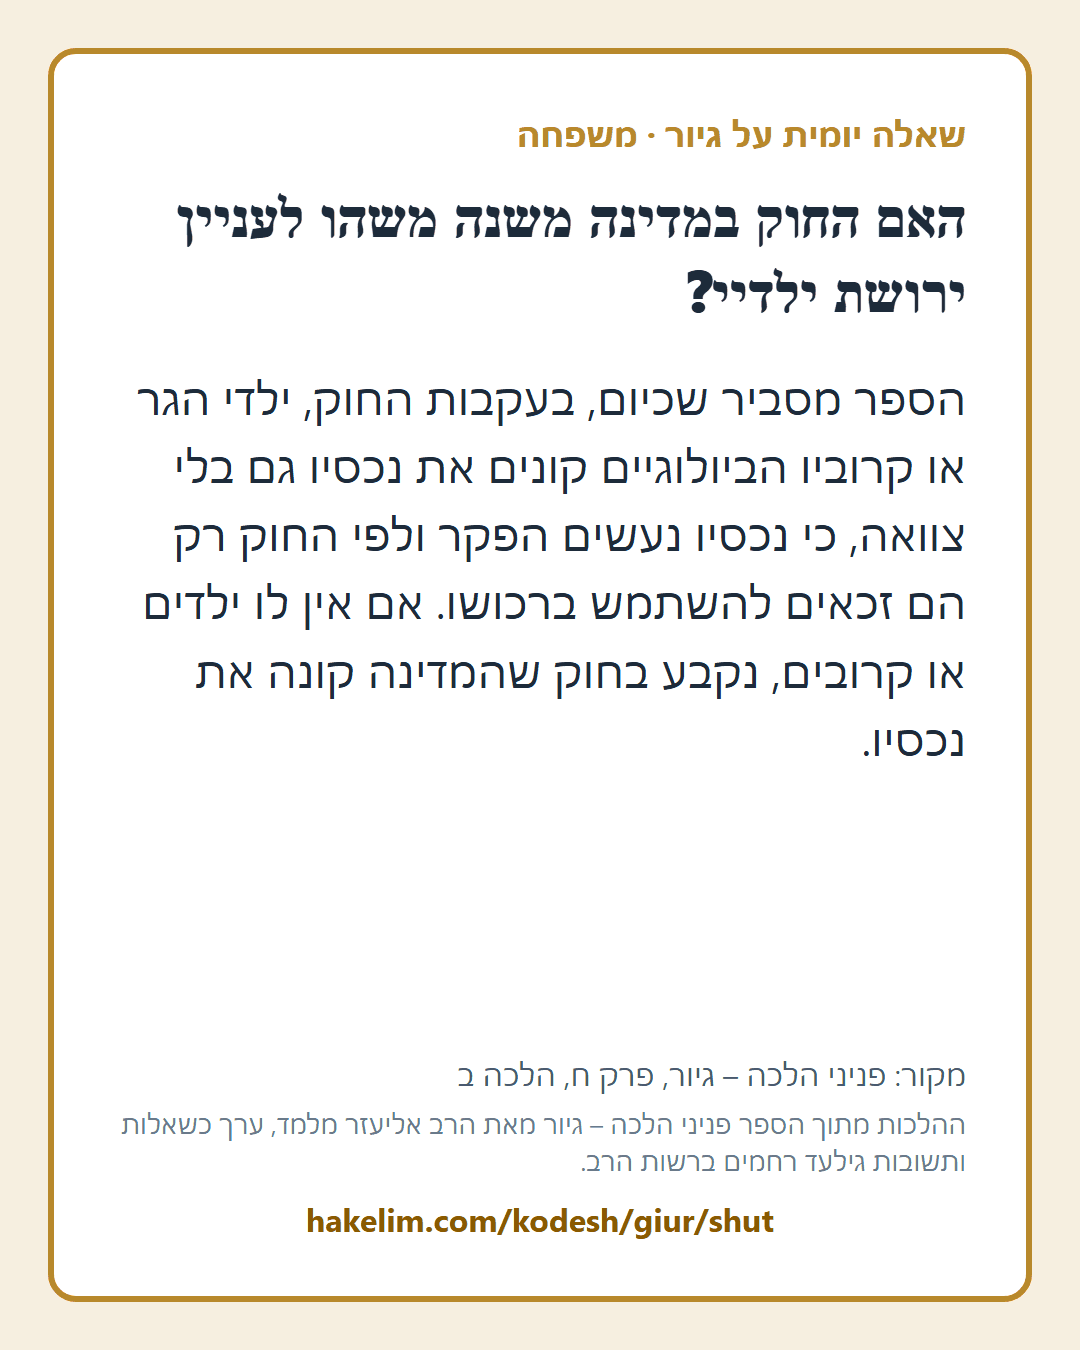 שאלה יומית על גיור · משפחה
האם החוק במדינה משנה משהו לעניין
ירושת ילדיי?
הספר מסביר שכיום, בעקבות החוק, ילדי הגר
או קרוביו הביולוגיים קונים את נכסיו גם בלי
צוואה, כי נכסיו נעשים הפקר ולפי החוק רק
הם זכאים להשתמש ברכושו. אם אין לו ילדים
או קרובים, נקבע בחוק שהמדינה קונה את
נכסיו.
מקור: פניני הלכה – גיור, פרק ח, הלכה ב
ההלכות מתוך הספר פניני הלכה – גיור מאת הרב אליעזר מלמד, ערך כשאלות
ותשובות גילעד רחמים ברשות הרב.
hakelim.com/kodesh/giur/shut